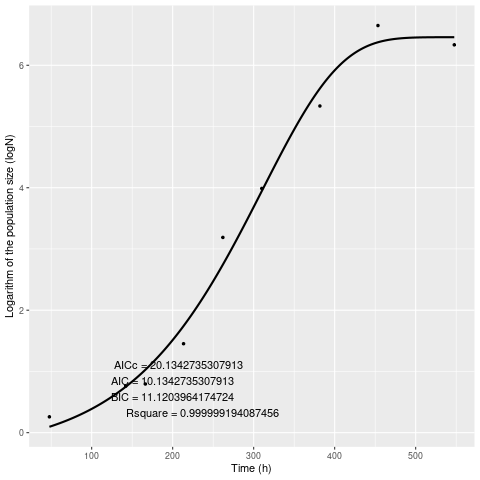 6
4
2
0
Logarithm of the population size (logN)
AICc = 20.1342735307913
AIC = 10.1342735307913
BIC = 11.1203964174724
Rsquare = 0.999999194087456
100
200
300
400
500
Time (h)